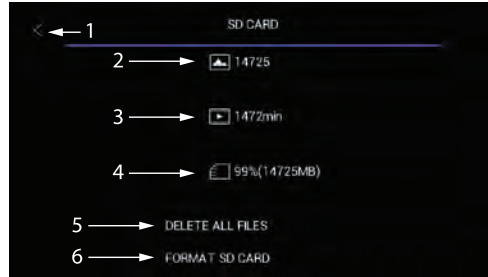 1 SD CARD
2 14725
3 1472min
4 99%(14725MB)
5 DELETE ALL FILES
6 FORMAT SD CARD